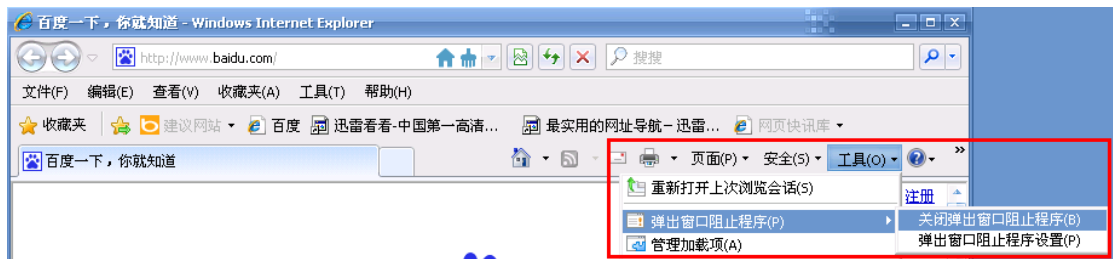 百度一下，你就知道 - Windows Internet Explorer
http://www.baidu.com/ 搜搜
文件(F) 编辑(E) 查看(V) 收藏夹(A) 工具(T) 帮助(H)
收藏夹 建议网站 百度 迅雷看看-中国第一高清... 最实用的网址导航－迅雷... 网页快讯库
百度一下，你就知道 页面(P) 安全(S) 工具(O) »
重新打开上次浏览会话(S) 注册
弹出窗口阻止程序(P) 关闭弹出窗口阻止程序(B)
管理加载项(A) 弹出窗口阻止程序设置(P)